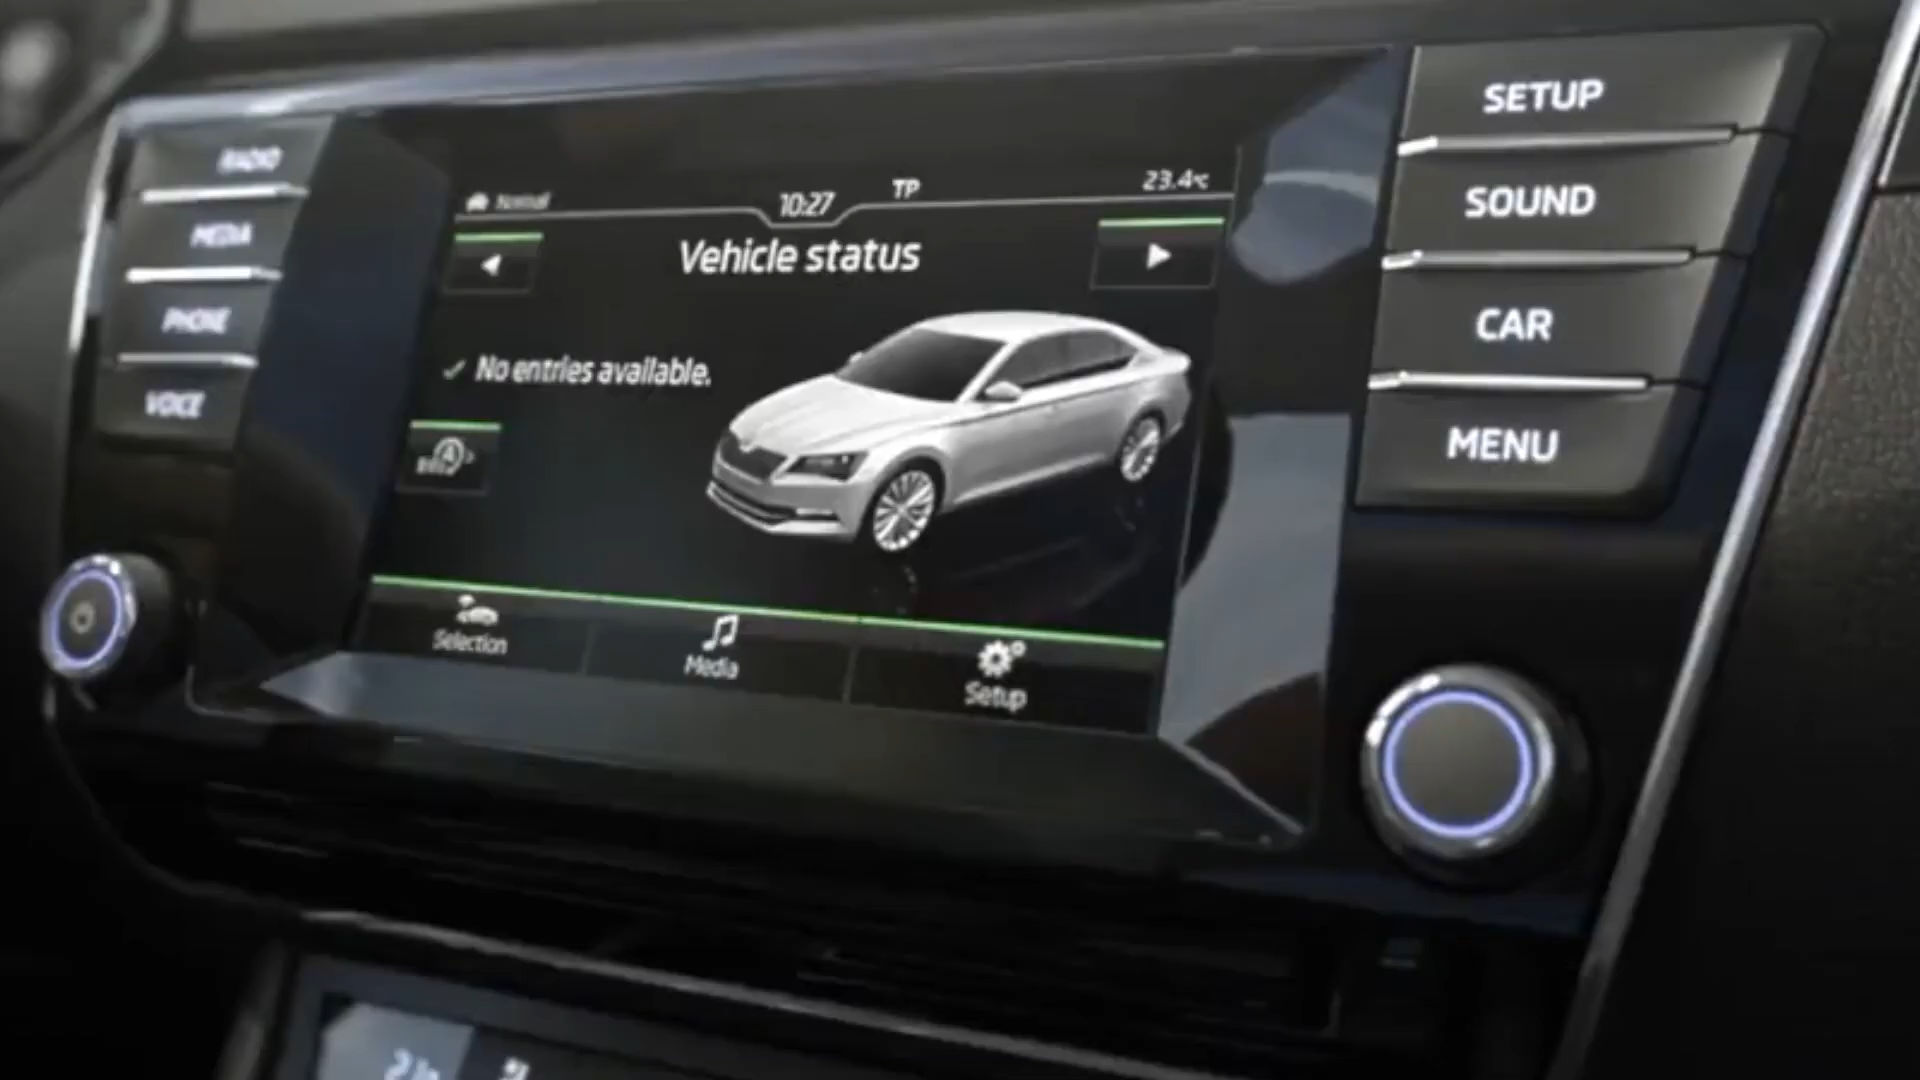 RADIO
MEDIA
PHONE
VOICE
Normal
10:27
TP
23.4°C
Vehicle status
No entries available.
Selection
Media
Setup
SETUP
SOUND
CAR
MENU